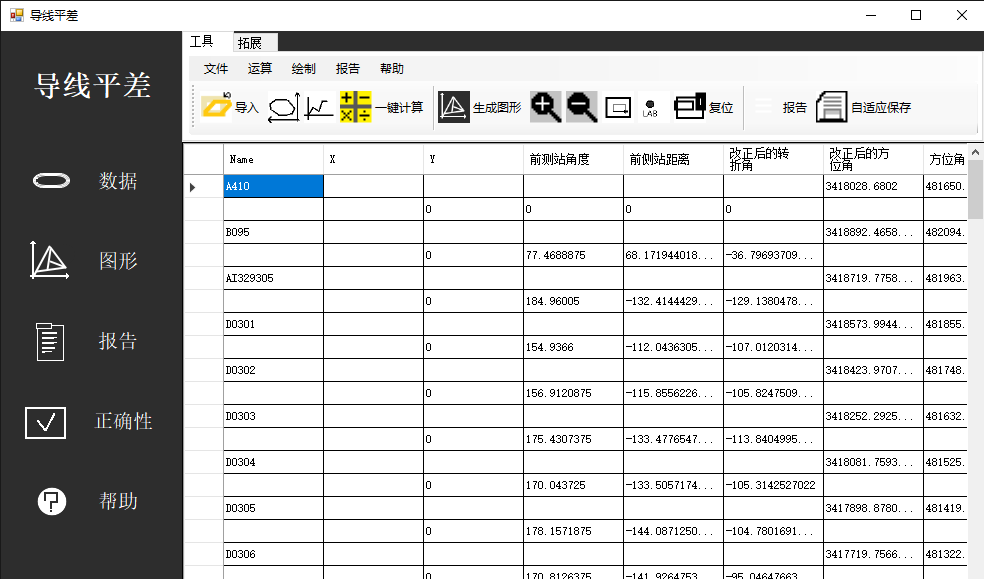 导线平差
导线平差
工具 拓展
文件 运算 绘制 报告 帮助
导入 一键计算 生成图形 LAB 复位 报告 自适应保存
数据
图形
报告
正确性
帮助
Name X Y 前测站角度 前测站距离 改正后的转折角 改正后的方位角 方位角
A410 3418028.6802 481650.
0 0 0 0
B095 3418892.4658... 482094.
0 77.4688875 68.171944018... -36.79693709...
AI329305 3418719.7758... 481963.
0 184.96005 -132.4144429... -129.1380478...
D0301 3418573.9944... 481855.
0 154.9366 -112.0436305... -107.0120314...
D0302 3418423.9707... 481748.
0 156.9120875 -115.8556226... -105.8247509...
D0303 3418252.2925... 481632.
0 175.4307375 -133.4776547... -113.8404995...
D0304 3418081.7593... 481525.
0 170.043725 -133.5057174... -105.3142527022
D0305 3417898.8780... 481419.
0 178.1571875 -144.0871250... -104.7801691...
D0306 3417719.7566... 481322.
0 170.8126375 -141.9264753... -95.04647663...